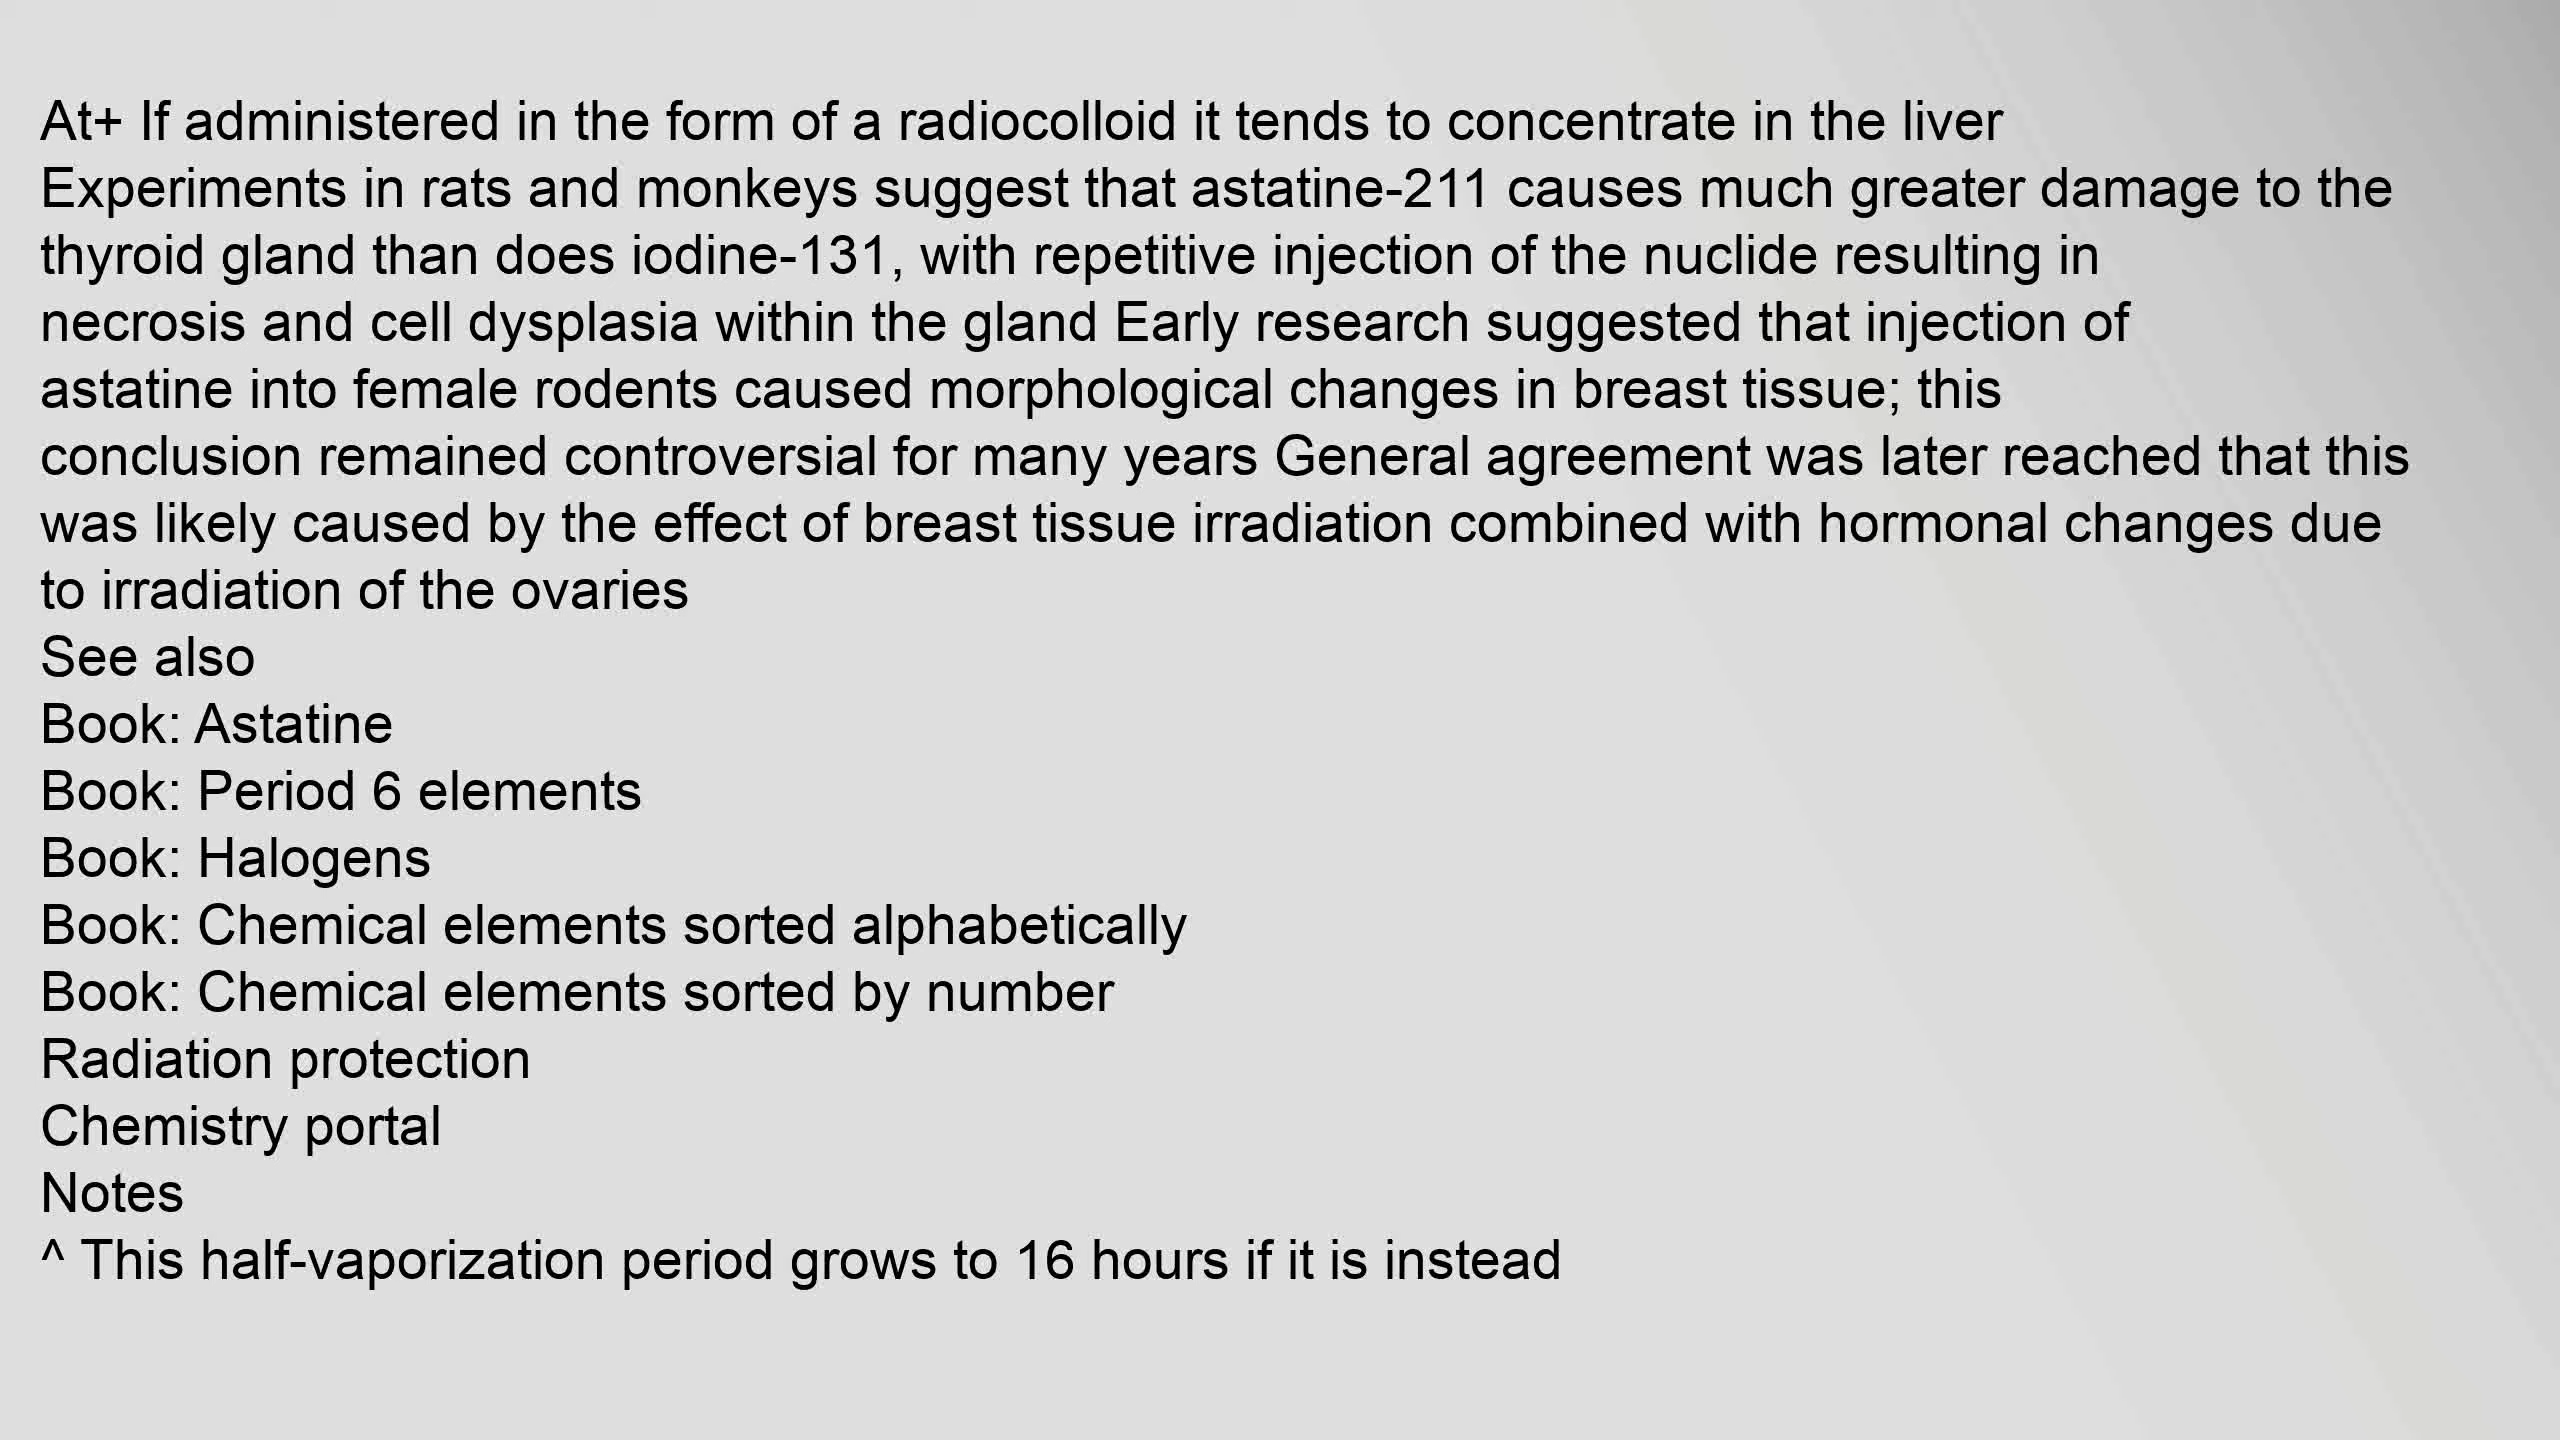 At+ If administered in the form of a radiocolloid it tends to concentrate in the liver
Experiments in rats and monkeys suggest that astatine-211 causes much greater damage to the
thyroid gland than does iodine-131, with repetitive injection of the nuclide resulting in
necrosis and cell dysplasia within the gland Early research suggested that injection of
astatine into female rodents caused morphological changes in breast tissue; this
conclusion remained controversial for many years General agreement was later reached that this
was likely caused by the effect of breast tissue irradiation combined with hormonal changes due
to irradiation of the ovaries
See also
Book: Astatine
Book: Period 6 elements
Book: Halogens
Book: Chemical elements sorted alphabetically
Book: Chemical elements sorted by number
Radiation protection
Chemistry portal
Notes
^ This half-vaporization period grows to 16 hours if it is instead